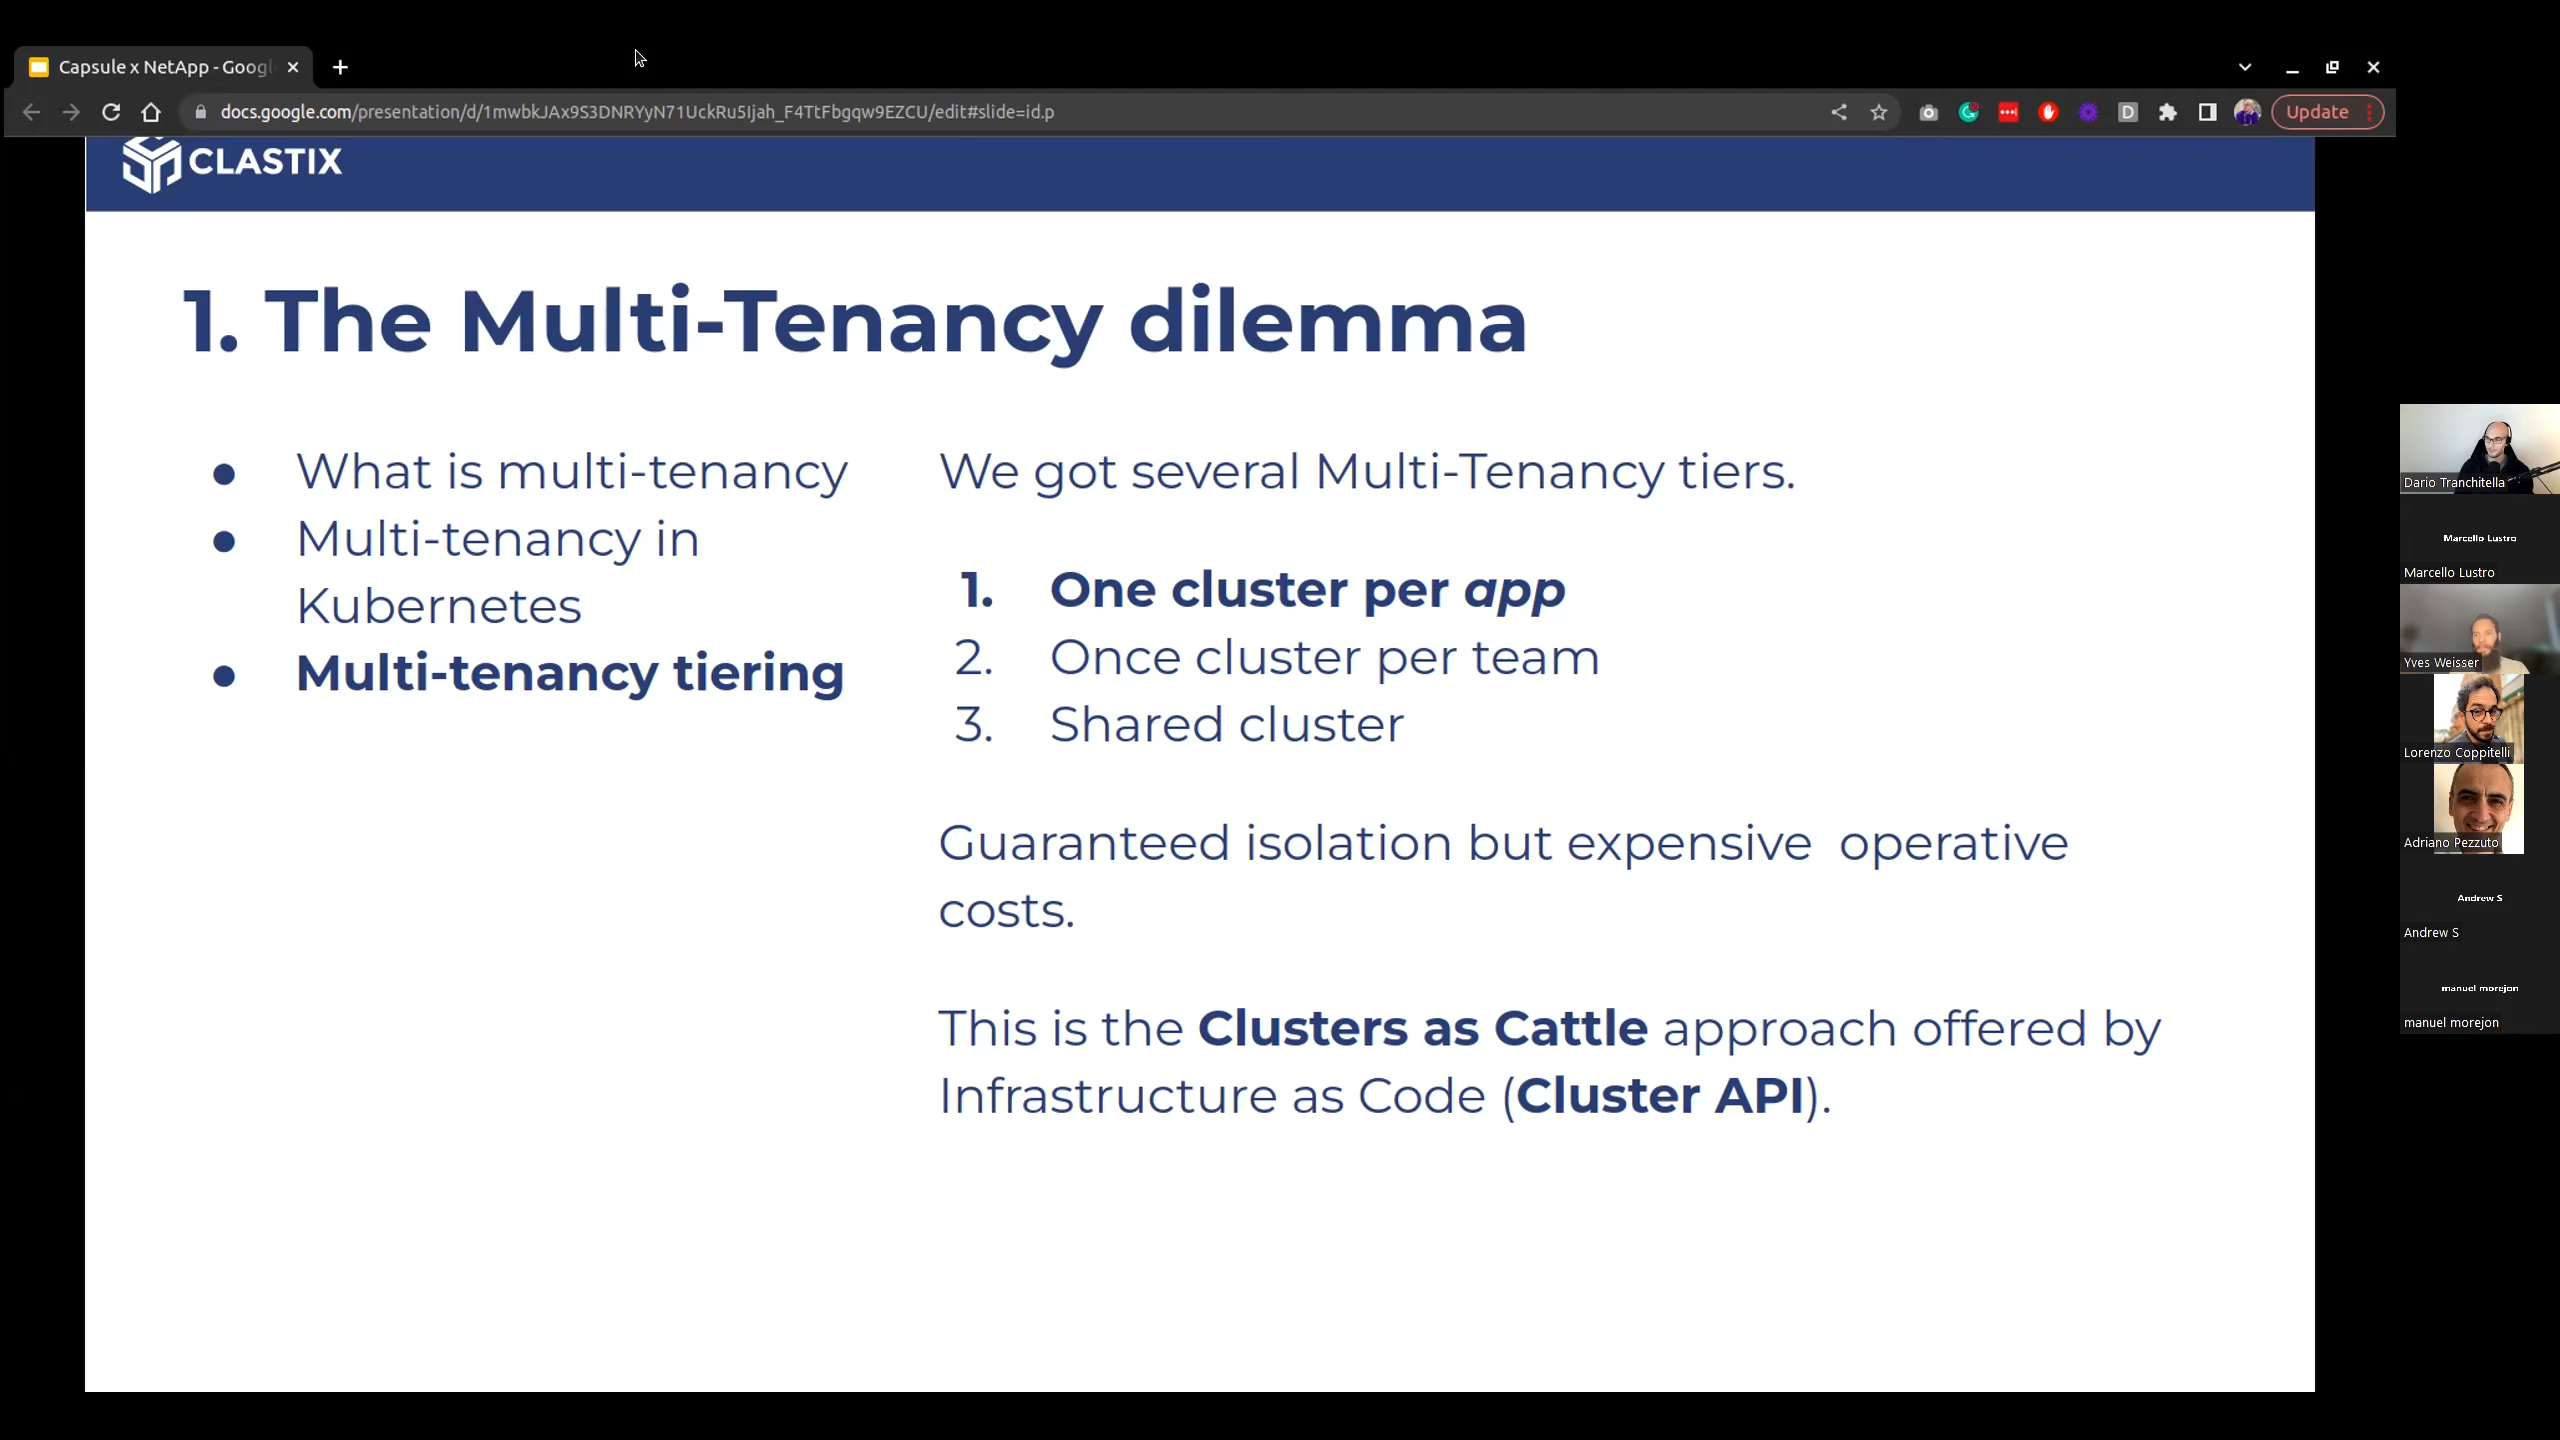 Capsule x NetApp - Googl
docs.google.com/presentation/d/1mwbkJAx9S3DNRYyN71UckRu5Ijah_F4TtFbgqw9EZCU/edit#slide=id.p
Update
CLASTIX
1. The Multi-Tenancy dilemma
● What is multi-tenancy
● Multi-tenancy in
Kubernetes
● Multi-tenancy tiering
We got several Multi-Tenancy tiers.
1. One cluster per app
2. Once cluster per team
3. Shared cluster
Guaranteed isolation but expensive  operative
costs.
This is the Clusters as Cattle approach offered by
Infrastructure as Code (Cluster API).
Dario Tranchitella
Marcello Lustro
Marcello Lustro
Yves Weisser
Lorenzo Coppitelli
Adriano Pezzuto
Andrew S
Andrew S
manuel morejon
manuel morejon